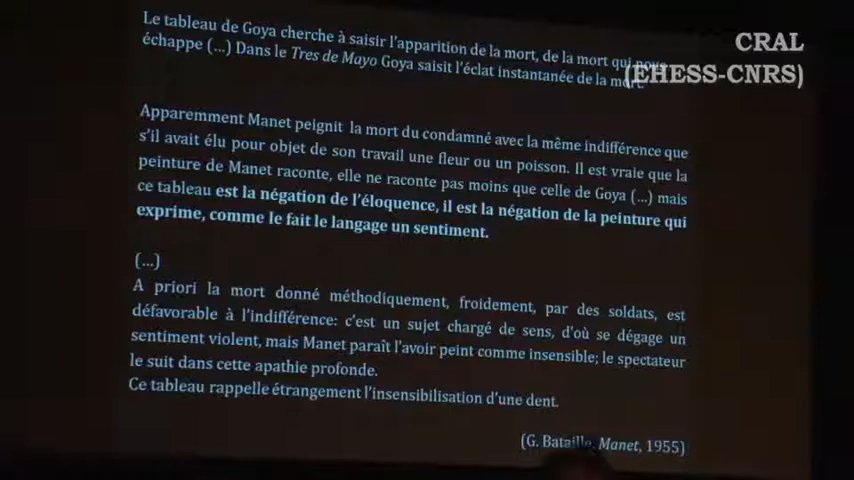 Le tableau de Goya cherche à saisir l'apparition de la mort, de la mort qui nous
échappe (...) Dans le Tres de Mayo Goya saisit l'éclat instantanée de la mort.
CRAL
(EHESS-CNRS)
Apparemment Manet peignit la mort du condamné avec la même indifférence que
s'il avait élu pour objet de son travail une fleur ou un poisson. Il est vraie que la
peinture de Manet raconte, elle ne raconte pas moins que celle de Goya (...) mais
ce tableau est la négation de l'éloquence, il est la négation de la peinture qui
exprime, comme le fait le langage un sentiment.
(...)
A priori la mort donné méthodiquement, froidement, par des soldats, est
défavorable à l'indifférence: c'est un sujet chargé de sens, d'où se dégage un
sentiment violent, mais Manet paraît l'avoir peint comme insensible; le spectateur
le suit dans cette apathie profonde.
Ce tableau rappelle étrangement l'insensibilisation d'une dent.
(G. Bataille, Manet, 1955)